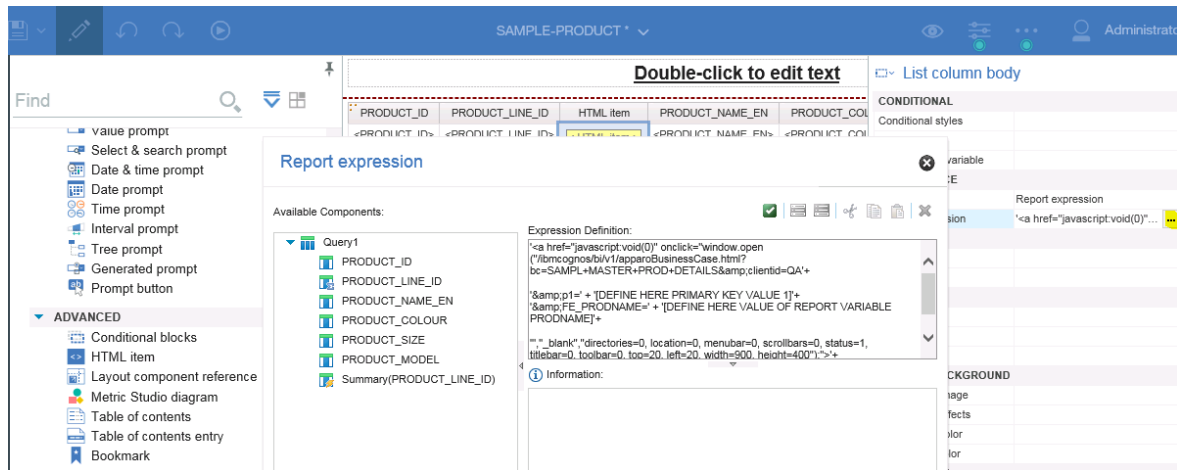 SAMPLE-PRODUCT *
Administrato
Find
Value prompt
Select & search prompt
Date & time prompt
Date prompt
Time prompt
Interval prompt
Tree prompt
Generated prompt
Prompt button
ADVANCED
Conditional blocks
HTML item
Layout component reference
Metric Studio diagram
Table of contents
Table of contents entry
Bookmark
Double-click to edit text
PRODUCT_ID PRODUCT_LINE_ID HTML item PRODUCT_NAME_EN PRODUCT_COL
<PRODUCT_ID> <PRODUCT_LINE_ID> <HTML item> <PRODUCT_NAME_EN> <PRODUCT_COL
Report expression
Available Components:
Query1
PRODUCT_ID
PRODUCT_LINE_ID
PRODUCT_NAME_EN
PRODUCT_COLOUR
PRODUCT_SIZE
PRODUCT_MODEL
Summary(PRODUCT_LINE_ID)
Expression Definition:
'<a href="javascript:void(0)" onclick="window.open
("/ibmcognos/bi/v1/apparoBusinessCase.html?
bc=SAMPL+MASTER+PROD+DETAILS&amp;clientid=QA'+
'&amp;p1=' + '[DEFINE HERE PRIMARY KEY VALUE 1]'+
'&amp;FE_PRODNAME=' + '[DEFINE HERE VALUE OF REPORT VARIABLE
PRODNAME]'+
'","_blank","directories=0, location=0, menubar=0, scrollbars=0, status=1,
titlebar=0, toolbar=0, top=20, left=20, width=900, height=400");">'+
Information:
List column body
CONDITIONAL
Conditional styles
variable
CE
Report expression
sion '<a href="javascript:void(0)"... ...
CKGROUND
age
fects
olor
lor